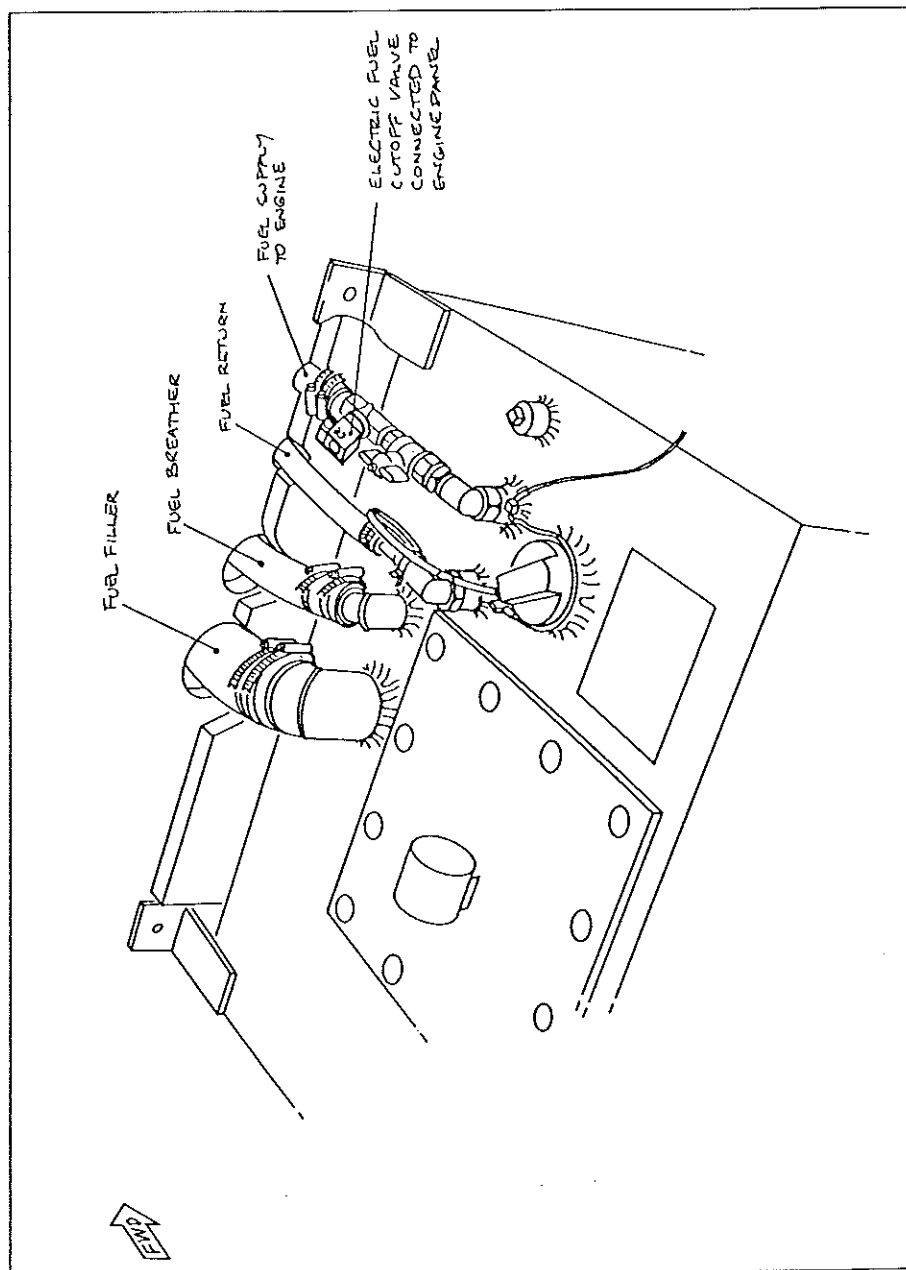 FUEL FILLER
FUEL BREATHER
FUEL RETURN
FUEL SUPPLY
TO ENGINE
ELECTRIC FUEL
CUTOFF VALVE
CONNECTED TO
ENGINE PANEL
FWD